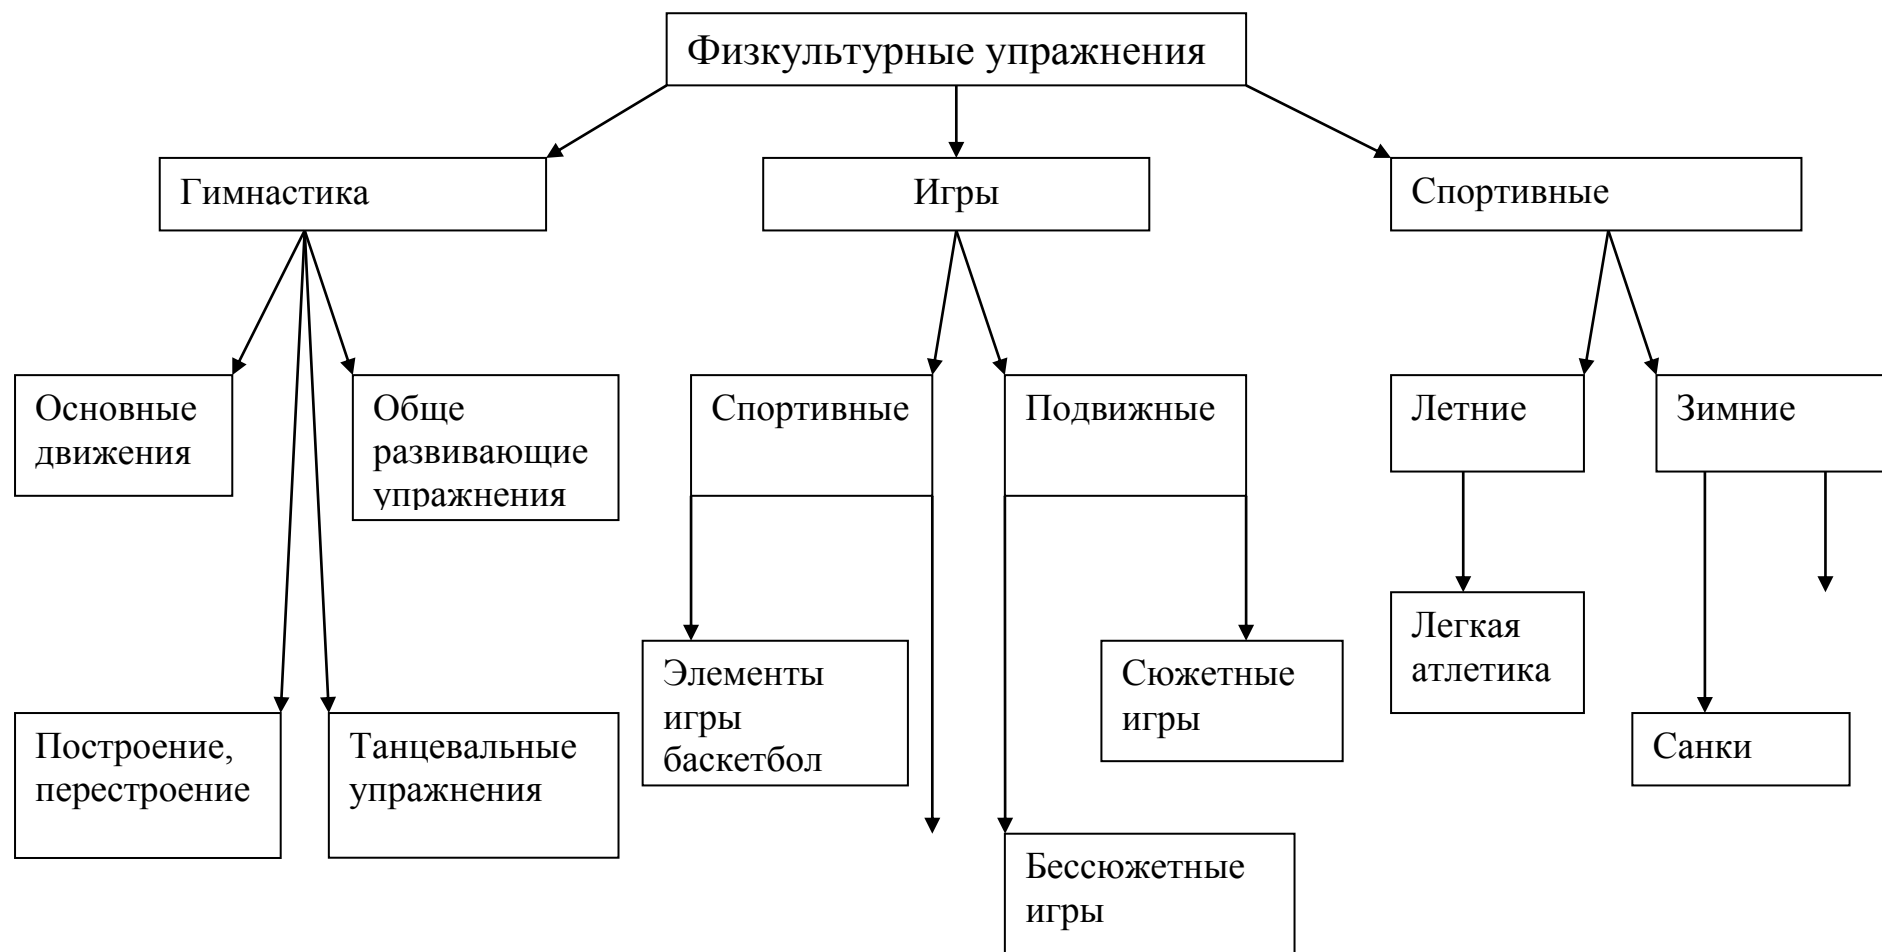 Физкультурные упражнения
Гимнастика
Игры
Спортивные
Основные
движения
Обще
развивающие
упражнения
Спортивные
Подвижные
Летние
Зимние
Построение,
перестроение
Танцевальные
упражнения
Элементы
игры
баскетбол
Сюжетные
игры
Бессюжетные
игры
Легкая
атлетика
Санки